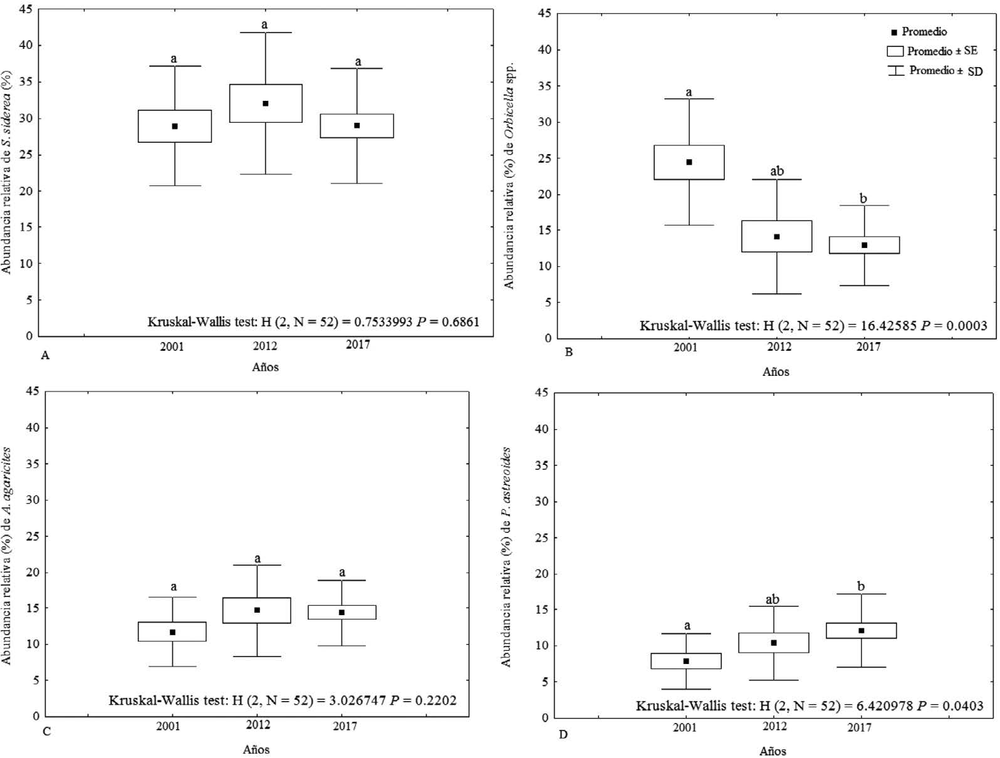 Abundancia relativa de S. siderea (%)
45
40
35
30
25
20
15
10
5
0
a
a
a
Kruskal-Wallis test: H (2, N = 52) = 0.7533993 P = 0.6861
2001
2012
2017
A
Años
Abundancia relativa (%) de Orbicella spp.
45
40
35
30
25
20
15
10
5
0
Promedio
Promedio ± SE
Promedio ± SD
a
ab
b
Kruskal-Wallis test: H (2, N = 52) = 16.42585 P = 0.0003
2001
2012
2017
B
Años
Abundancia relativa (%) de A. agaricites
45
40
35
30
25
20
15
10
5
0
a
a
a
Kruskal-Wallis test: H (2, N = 52) = 3.026747 P = 0.2202
2001
2012
2017
C
Años
Abundancia relativa (%) de P. astreoides
45
40
35
30
25
20
15
10
5
0
a
ab
b
Kruskal-Wallis test: H (2, N = 52) = 6.420978 P = 0.0403
2001
2012
2017
D
Años